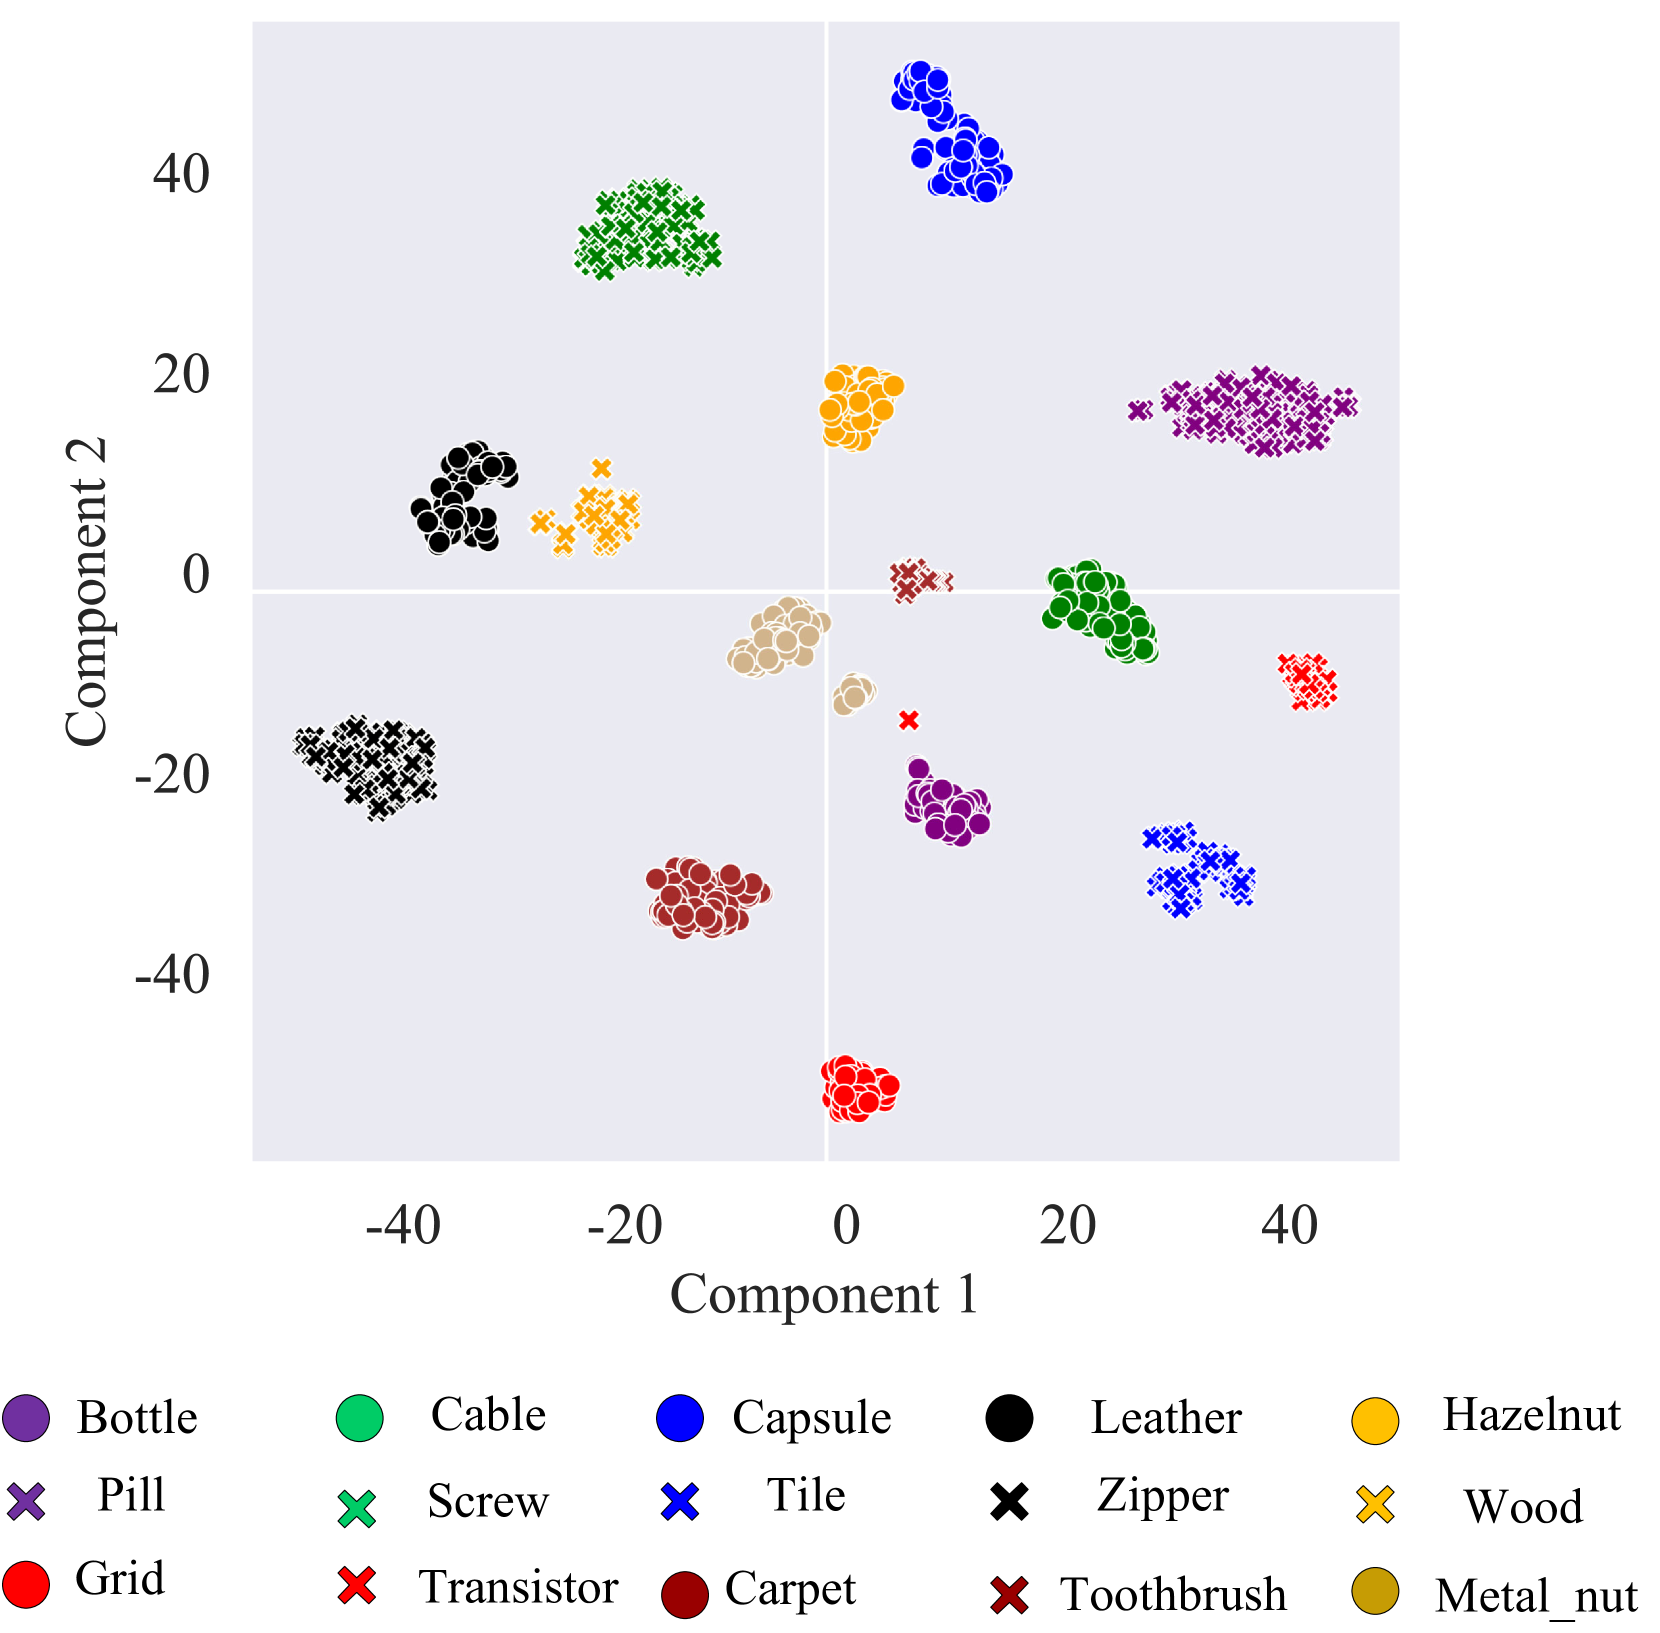 40
20
0
-20
-40
Component 2
-40 -20 0 20 40
Component 1
Bottle Cable Capsule Leather Hazelnut
Pill Screw Tile Zipper Wood
Grid Transistor Carpet Toothbrush Metal_nut